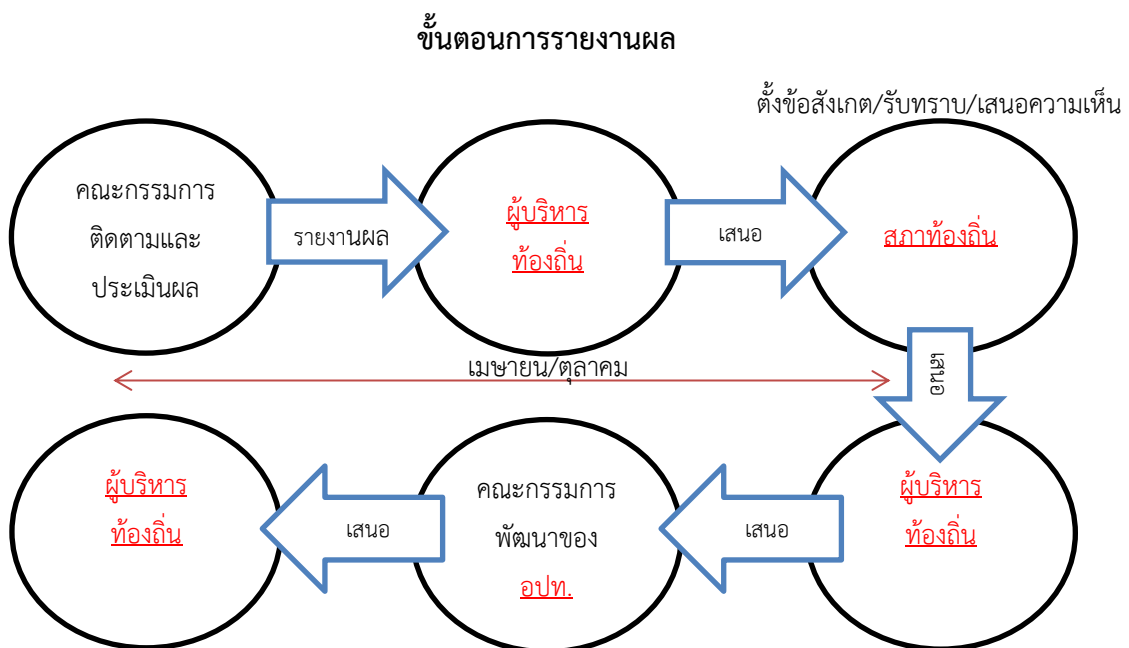 ขั้นตอนการรายงานผล
ตั้งข้อสังเกต/รับทราบ/เสนอความเห็น
คณะกรรมการ
ติดตามและ
ประเมินผล
รายงานผล
ผู้บริหาร
ท้องถิ่น
เสนอ
สภาท้องถิ่น
เมษายน/ตุลาคม
เสนอ
ผู้บริหาร
ท้องถิ่น
เสนอ
คณะกรรมการ
พัฒนาของ
อปท.
เสนอ
ผู้บริหาร
ท้องถิ่น